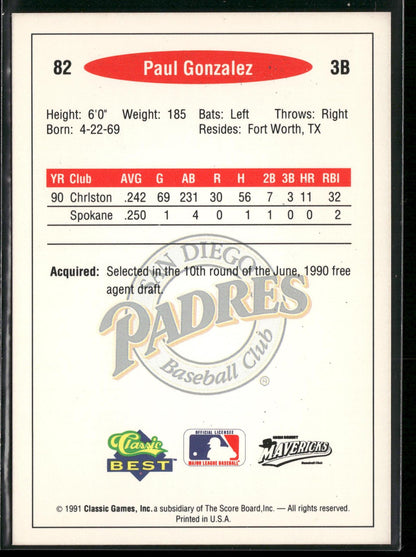 82 Paul Gonzalez 3B
Height: 6'0" Weight: 185 Bats: Left Throws: Right
Born: 4-22-69 Resides: Fort Worth, TX
YR Club AVG G AB R H 2B 3B HR RBI
90 Chrlston .242 69 231 30 56 7 3 11 32
Spokane .250 1 4 0 1 1 0 0 2
Acquired: Selected in the 10th round of the June, 1990 free
agent draft.
SAN DIEGO
PADRES
Baseball Club
®
Classic
BEST
OFFICIAL LICENSEE
MAJOR LEAGUE BASEBALL
HIGH DESERT
MAVERICKS
Baseball Club
© 1991 Classic Games, Inc. a subsidiary of The Score Board, Inc. — All rights reserved.
Printed in U.S.A.